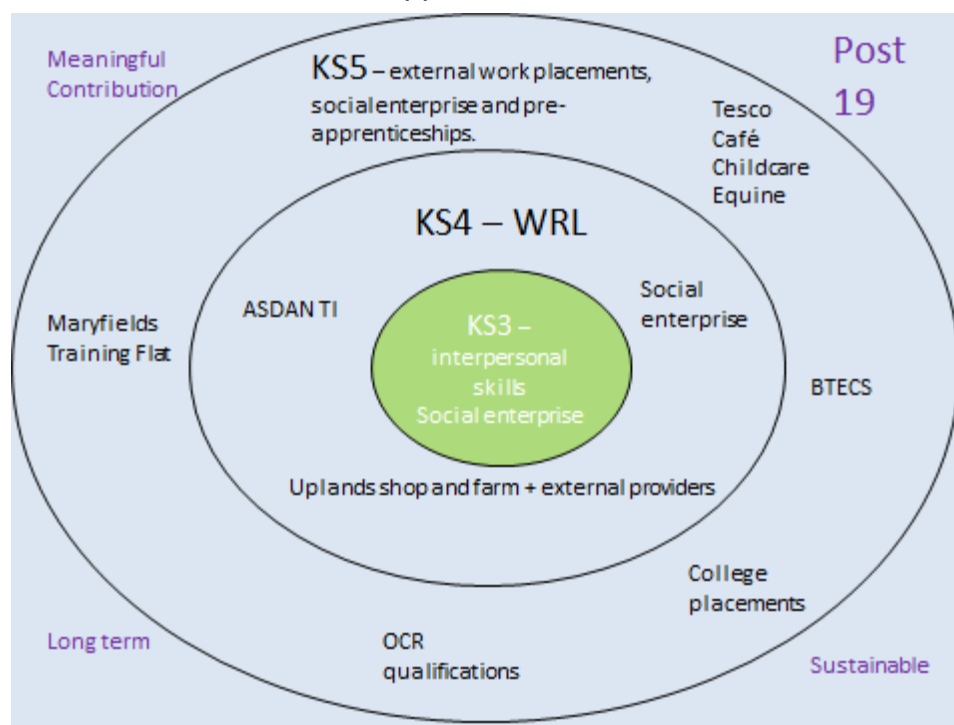 Meaningful
Contribution
KS5 – external work placements,
social enterprise and pre-
apprenticeships.
Post
19
Tesco
Café
Childcare
Equine
KS4 – WRL
ASDAN TI
Social
enterprise
KS3 –
interpersonal
skills
Social enterprise
Maryfields
Training Flat
BTECS
Uplands shop and farm + external providers
College
placements
Long term
OCR
qualifications
Sustainable